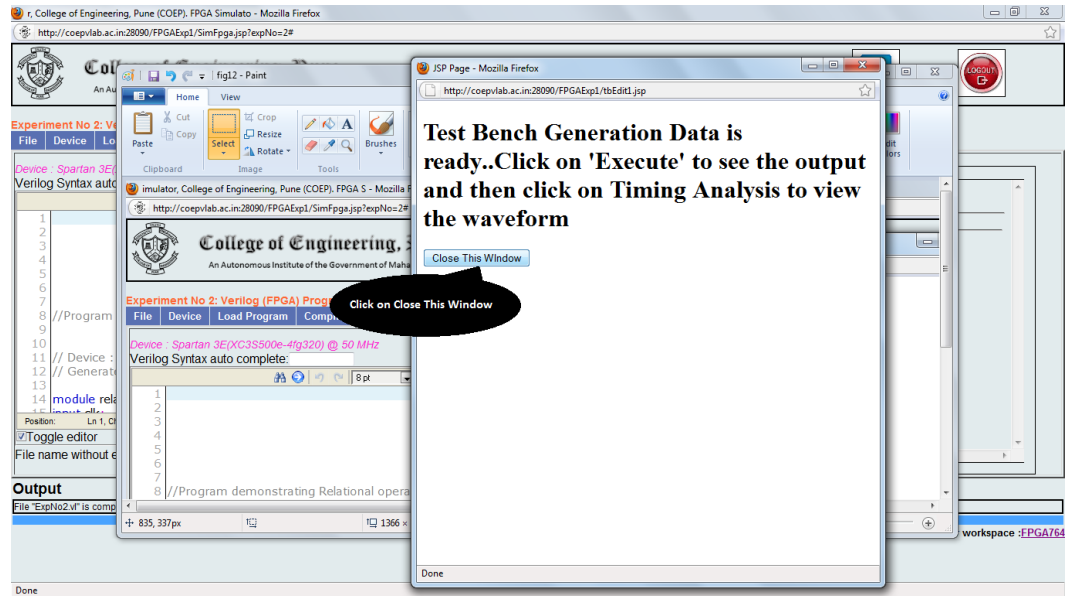 r, College of Engineering, Pune (COEP). FPGA Simulato - Mozilla Firefox
http://coepvlab.ac.in:28090/FPGAExp1/SimFpga.jsp?expNo=2#
Col
An Au
LOGOUT
Experiment No 2: Ve
File Device Lo
Device : Spartan 3E(
Verilog Syntax auto
1
2
3
4
5
6
7
8 //Program
9
10
11 // Device :
12 // Generat
13
14 module rela
15 input clk;
Position: Ln 1, Ch
Toggle editor
File name without e
Output
File "ExpNo2.vl" is comp
workspace :FPGA764
Done
fig12 - Paint
Home View
Paste
Cut
Copy
Clipboard
Select
Crop
Resize
Rotate
Image
A
Tools
Brushes
dit
lors
imulator, College of Engineering, Pune (COEP). FPGA S - Mozilla F
http://coepvlab.ac.in:28090/FPGAExp1/SimFpga.jsp?expNo=2#
College of Engineering,
An Autonomous Institute of the Government of Maha
Experiment No 2: Verilog (FPGA) Prog
File Device Load Program Compi
Device : Spartan 3E(XC3S500e-4fg320) @ 50 MHz
Verilog Syntax auto complete:
8 pt
1
2
3
4
5
6
7
8 //Program demonstrating Relational opera
835, 337px
1366 ×
JSP Page - Mozilla Firefox
http://coepvlab.ac.in:28090/FPGAExp1/tbEdit1.jsp
Test Bench Generation Data is
ready..Click on 'Execute' to see the output
and then click on Timing Analysis to view
the waveform
Close This WIndow
Click on Close This Window
Done